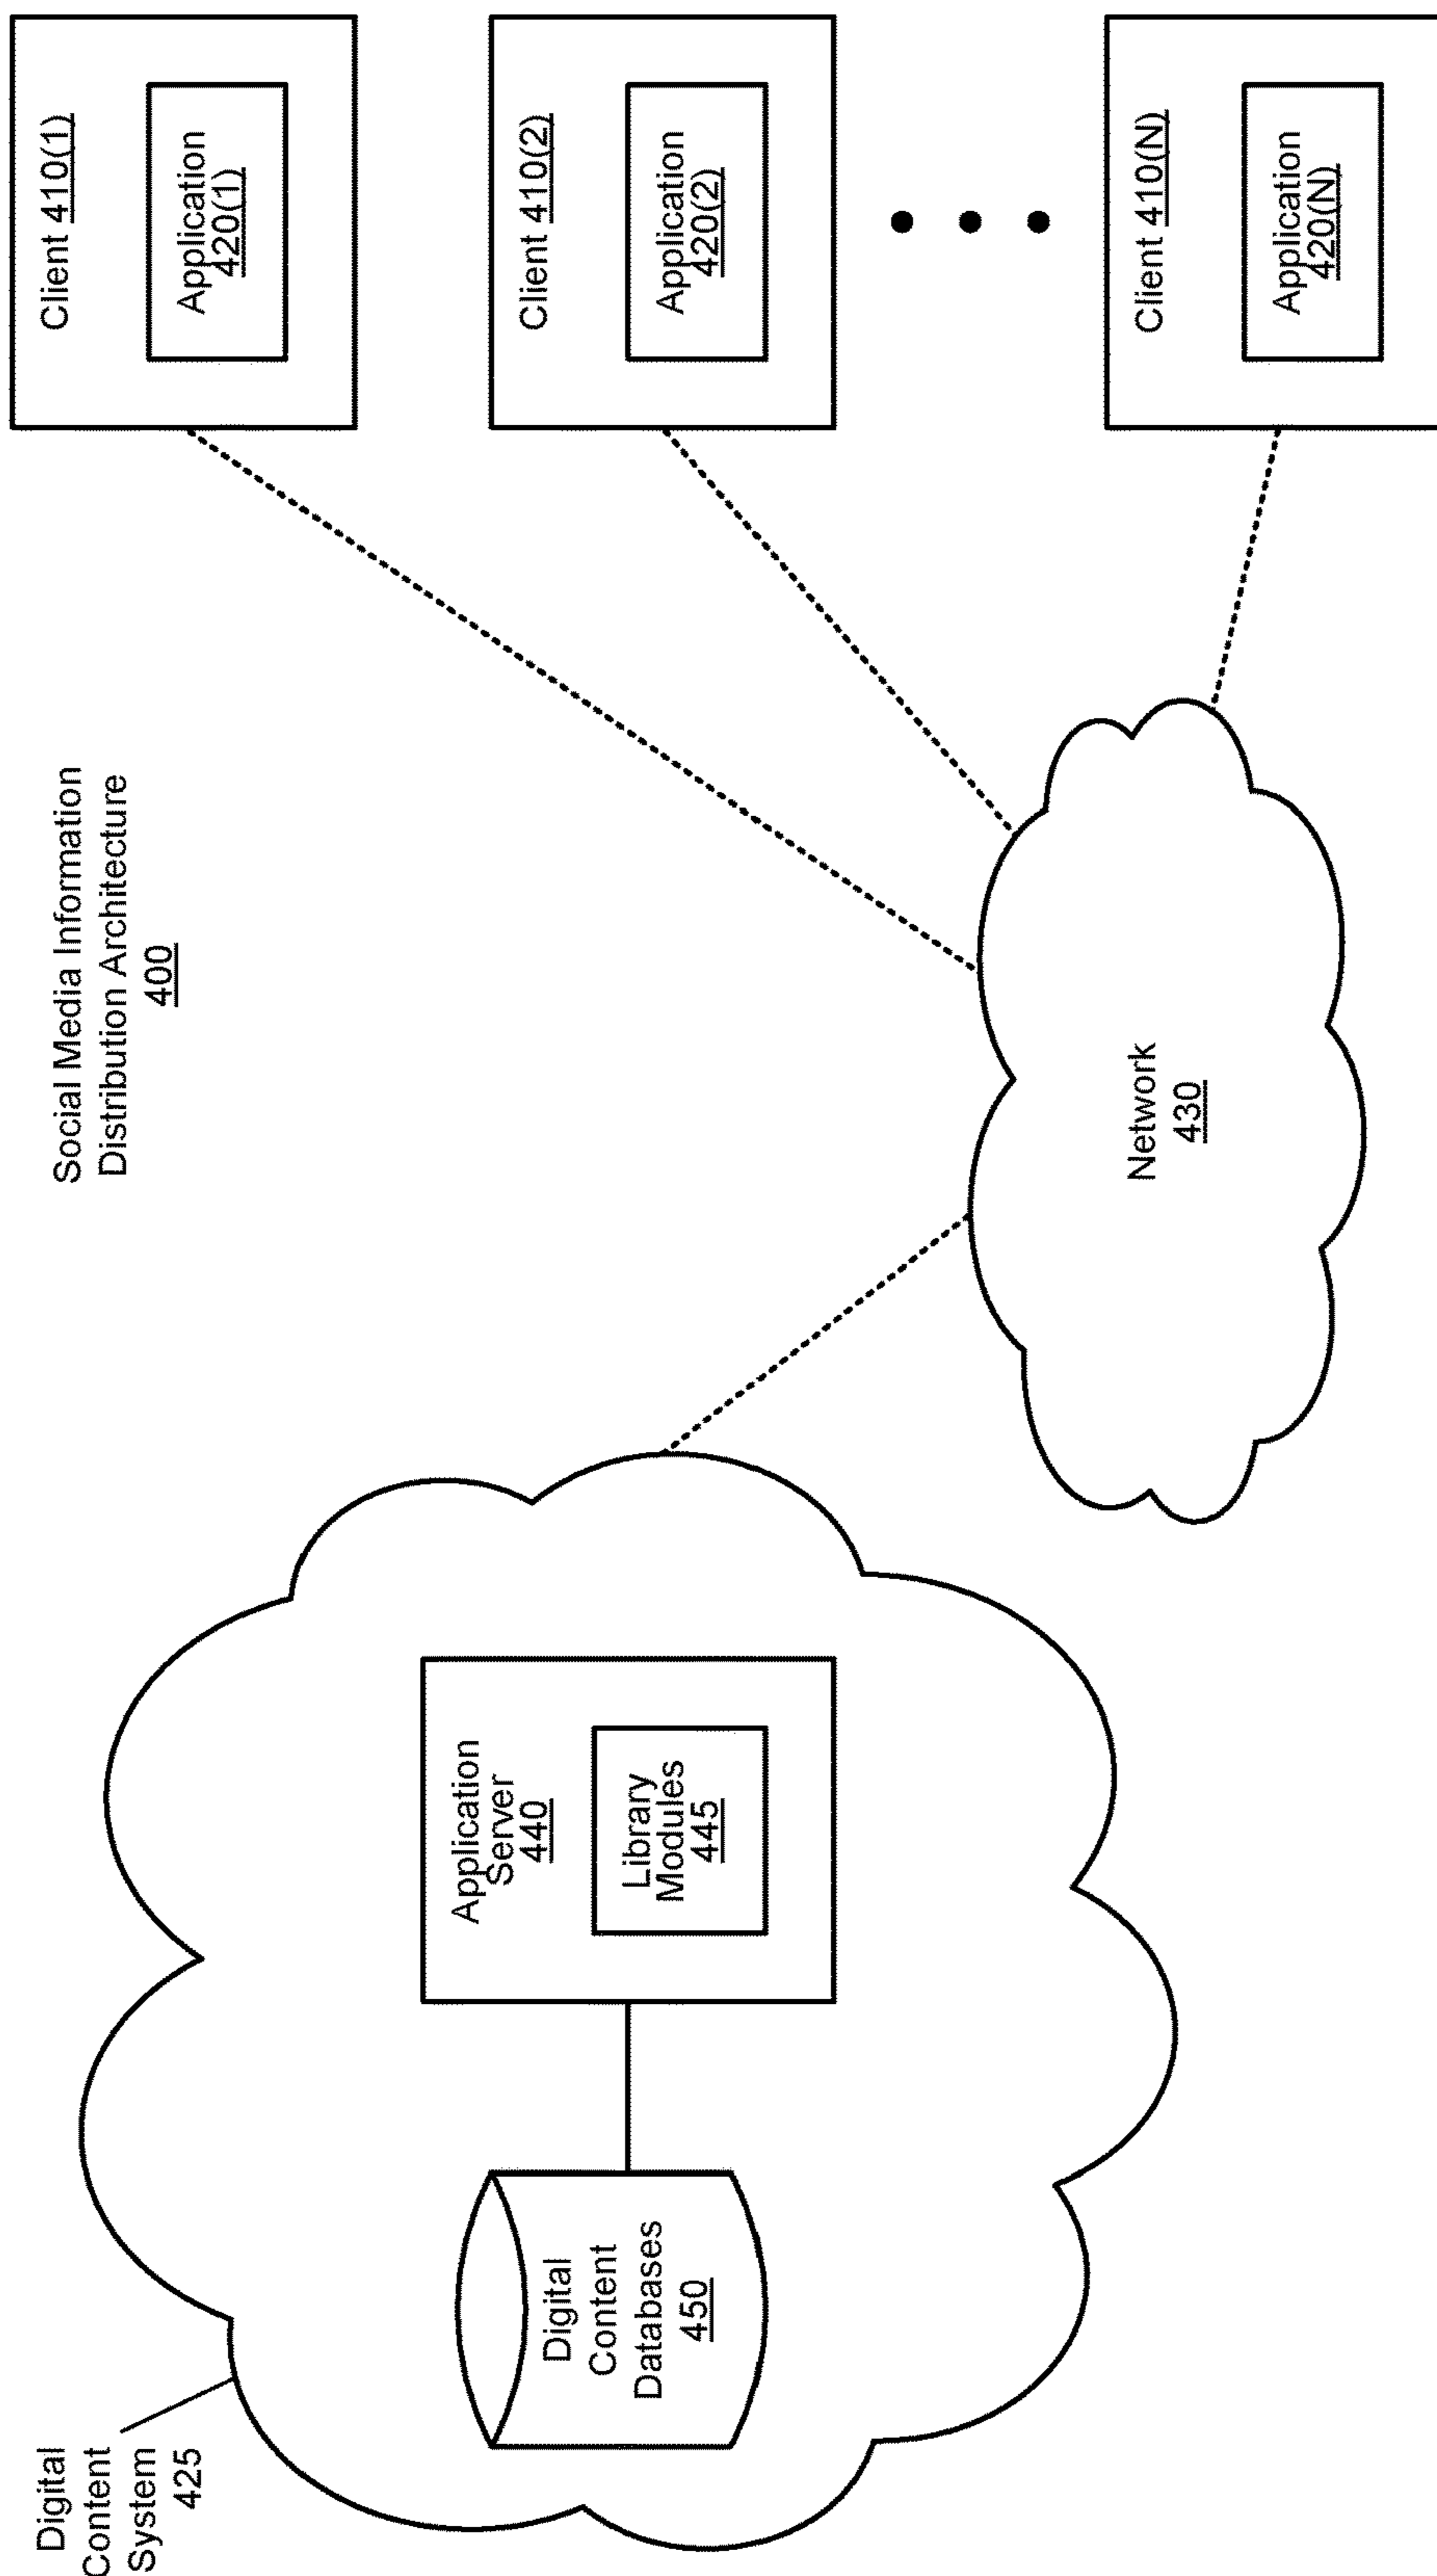 Social Media Information
Distribution Architecture
400
Digital
Content
System
425
Digital
Content
Databases
450
Application
Server
440
Library
Modules
445
Network
430
Client 410(1)
Application
420(1)
Client 410(2)
Application
420(2)
Client 410(N)
Application
420(N)